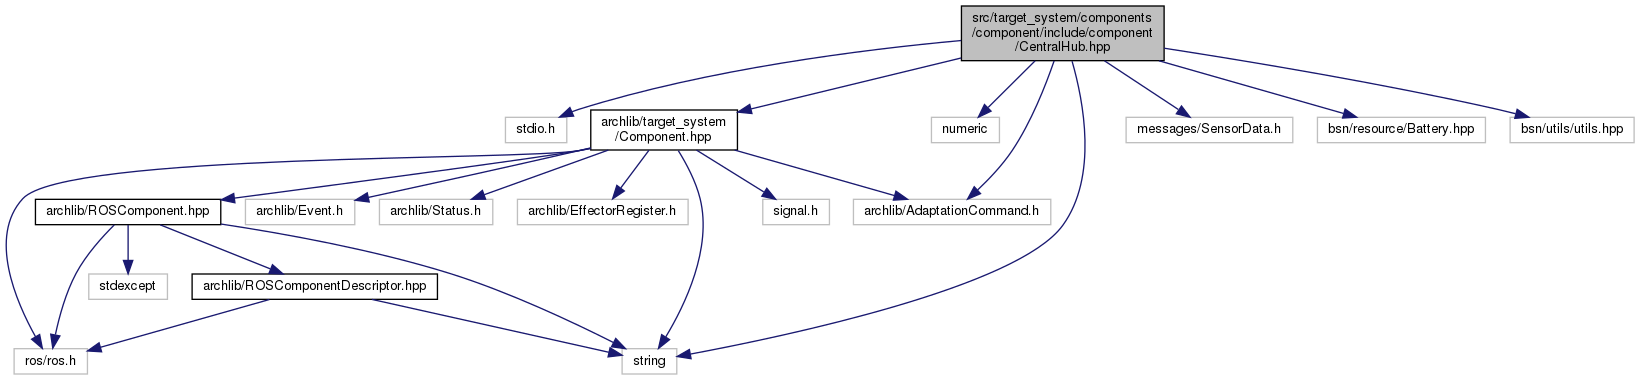 src/target_system/components
/component/include/component
/CentralHub.hpp
stdio.h
archlib/target_system
/Component.hpp
numeric
messages/SensorData.h
bsn/resource/Battery.hpp
bsn/utils/utils.hpp
archlib/ROSComponent.hpp
archlib/Event.h
archlib/Status.h
archlib/EffectorRegister.h
signal.h
archlib/AdaptationCommand.h
stdexcept
archlib/ROSComponentDescriptor.hpp
ros/ros.h
string